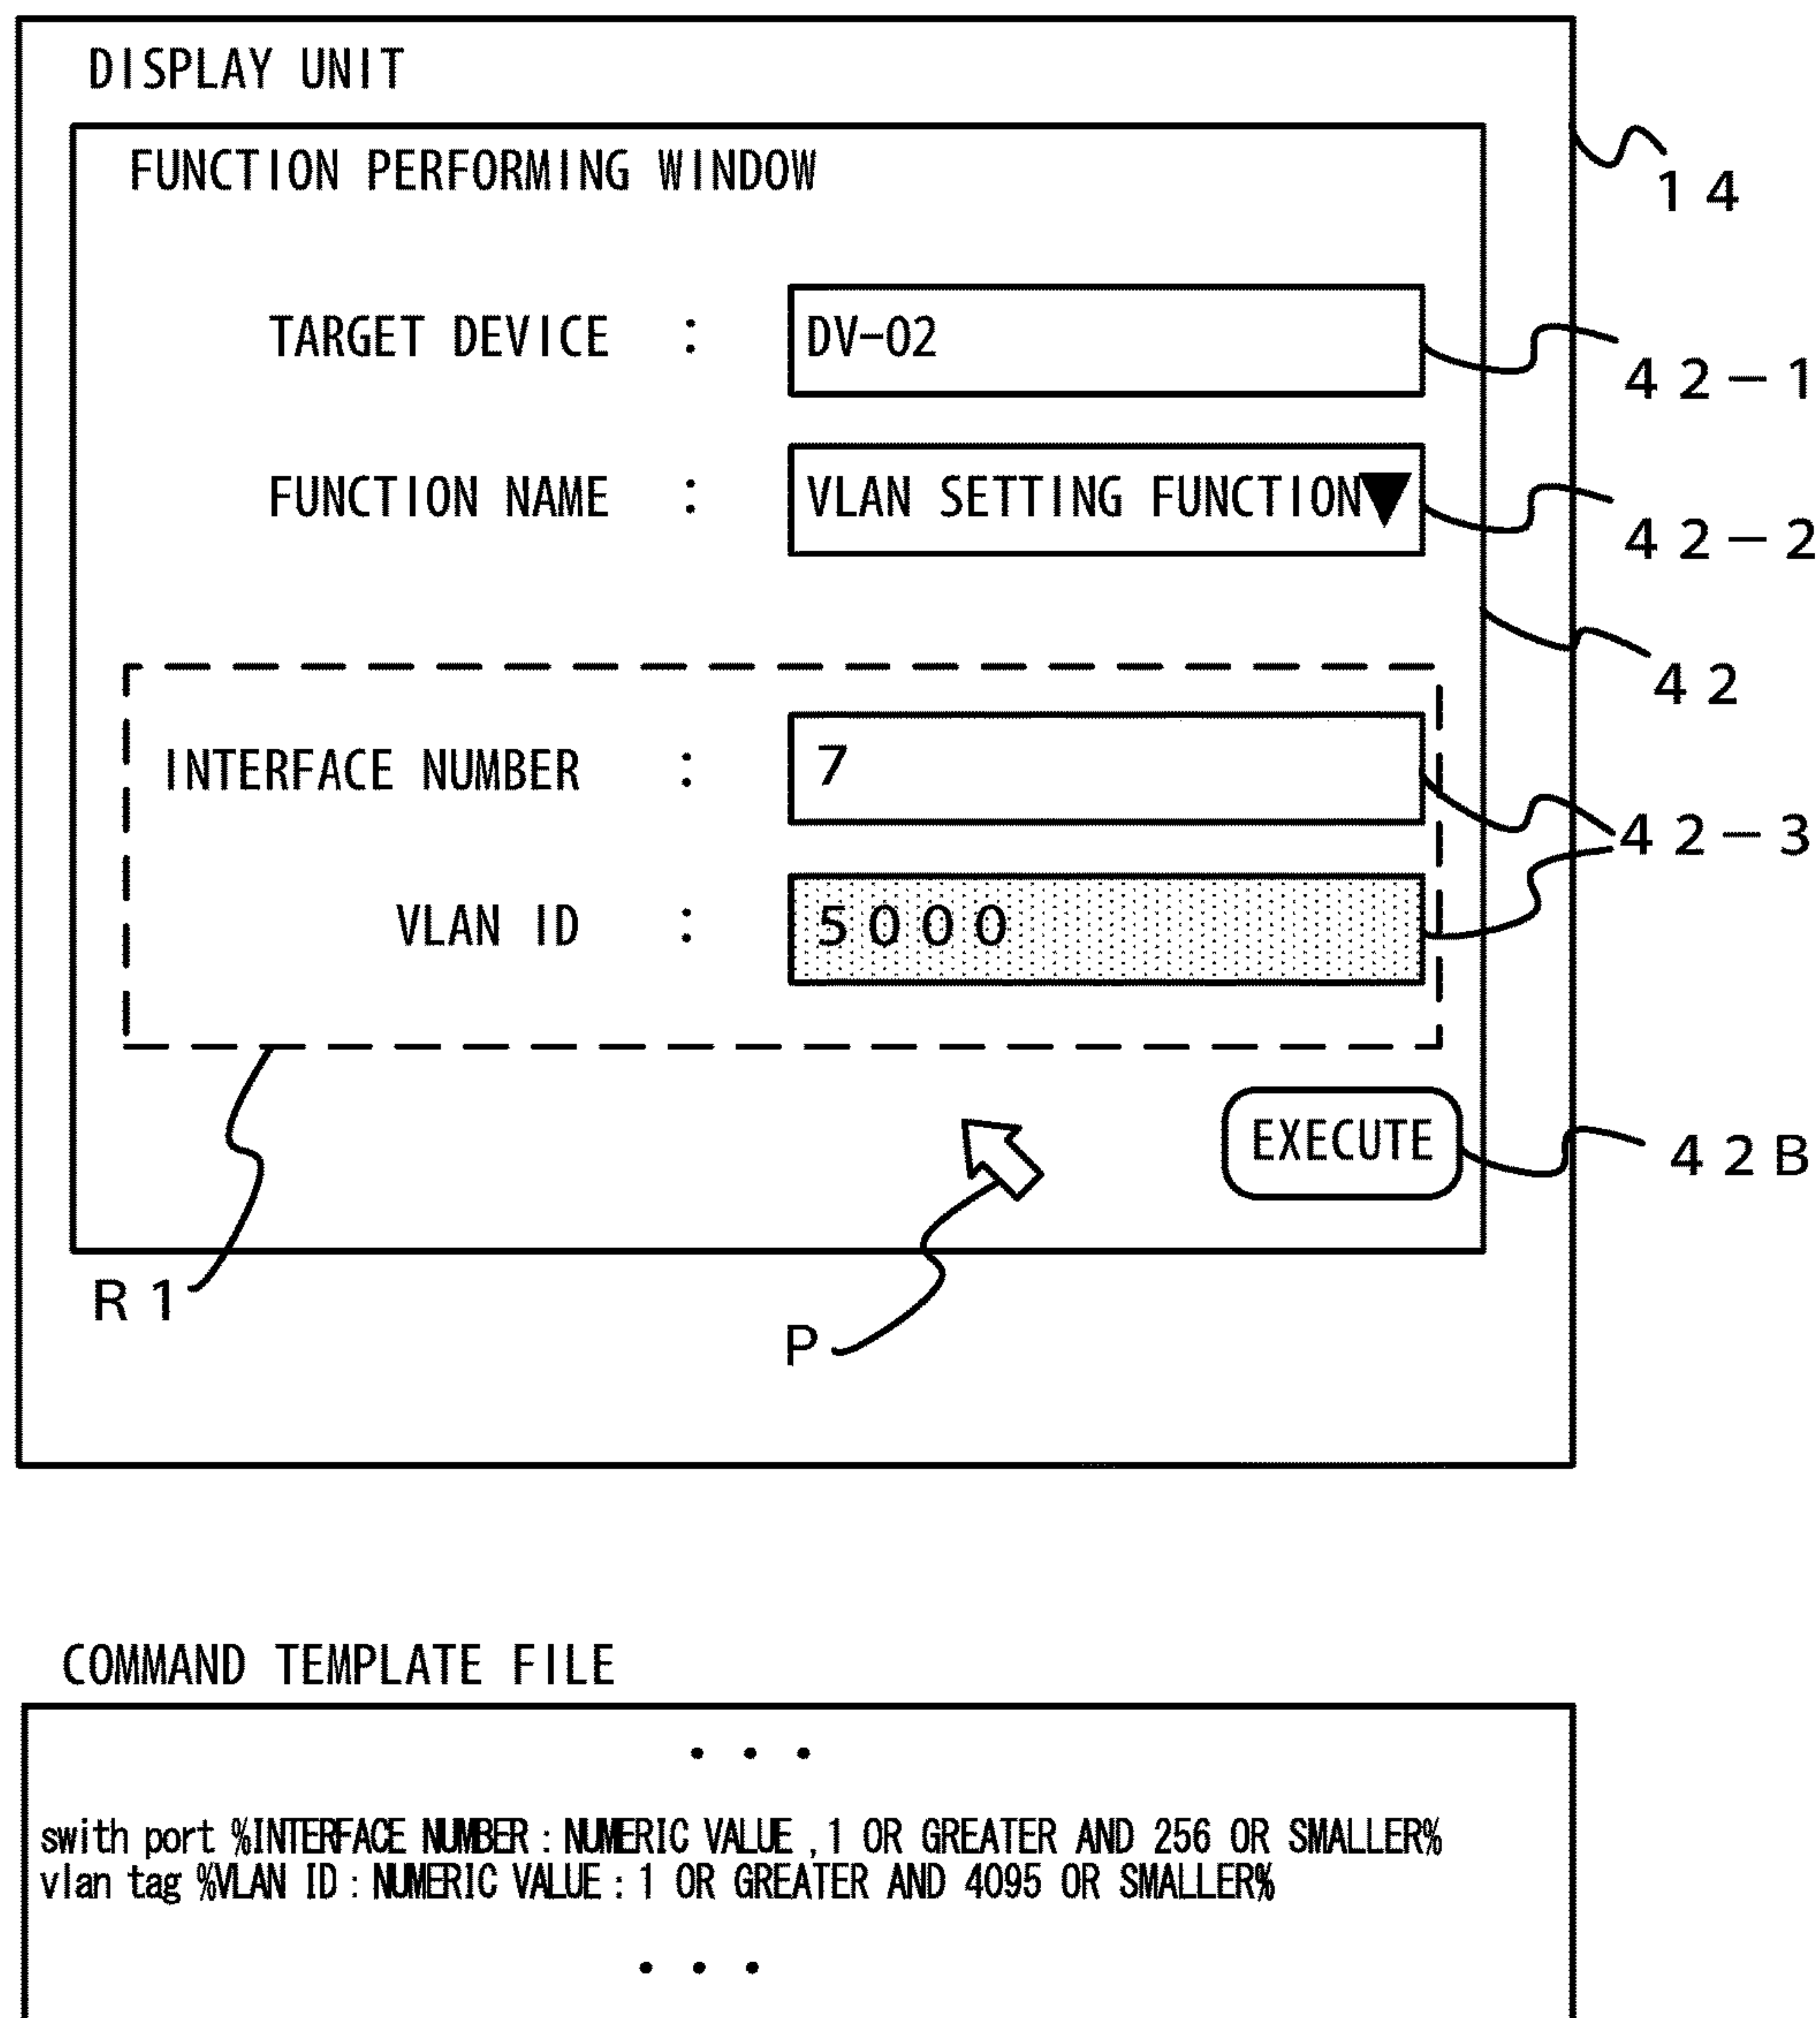 DISPLAY UNIT
FUNCTION PERFORMING WINDOW
14
TARGET DEVICE : DV-02
42-1
FUNCTION NAME : VLAN SETTING FUNCTION▼
42-2
42
INTERFACE NUMBER : 7
42-3
VLAN ID : 5000
EXECUTE
42B
R1
P
COMMAND TEMPLATE FILE
...
swith port %INTERFACE NUMBER : NUMERIC VALUE , 1 OR GREATER AND 256 OR SMALLER%
vlan tag %VLAN ID : NUMERIC VALUE : 1 OR GREATER AND 4095 OR SMALLER%
...